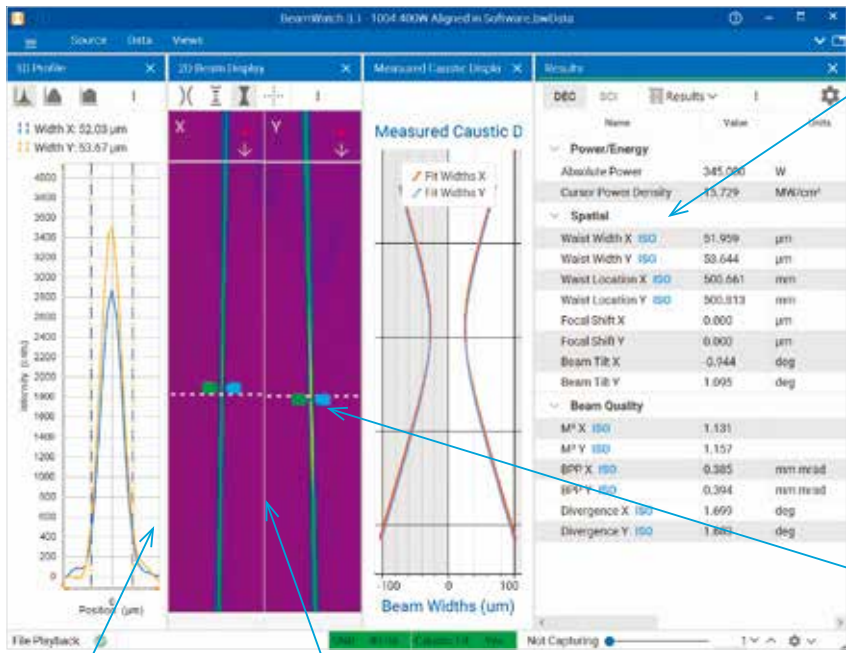 BeamWatch (L) - 1004 400W Aligned in Software.bwData
Source Data Views
1D Profile
2D Beam Display
Measured Caustic Displa
Results
Width X: 52.03 µm
Width Y: 53.67 µm
X Y
Measured Caustic D
Fit Widths X
Fit Widths Y
DEC SCI Results
Name Value Units
Power/Energy
Absolute Power 345.000 W
Cursor Power Density 15.729 MW/cm²
Spatial
Waist Width X ISO 51.959 µm
Waist Width Y ISO 53.644 µm
Waist Location X ISO 500.661 mm
Waist Location Y ISO 500.813 mm
Focal Shift X 0.000 µm
Focal Shift Y 0.000 µm
Beam Tilt X -0.944 deg
Beam Tilt Y 1.095 deg
Beam Quality
M² X ISO 1.131
M² Y ISO 1.157
BPP X ISO 0.385 mm mrad
BPP Y ISO 0.394 mm mrad
Divergence X ISO 1.699 deg
Divergence Y ISO deg
4000
3600
3400
3200
2800
2600
2400
2200
2000
1900
1600
1400
1200
1000
800
600
400
200
0
Intensity (cnts)
0
Position (µm)
-100 0 100
Beam Widths (um)
File Playback
Not Capturing
1